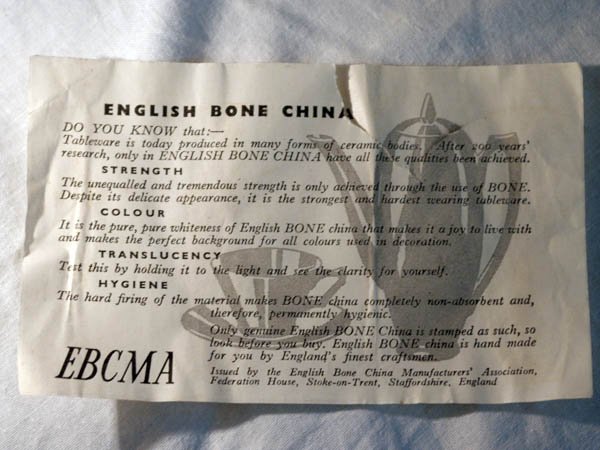 ENGLISH BONE CHINA
DO YOU KNOW that:—
Tableware is today produced in many forms of ceramic bodies. After 200 years'
research, only in ENGLISH BONE CHINA have all these qualities been achieved.
STRENGTH
The unequalled and tremendous strength is only achieved through the use of BONE.
Despite its delicate appearance, it is the strongest and hardest wearing tableware.
COLOUR
It is the pure, pure whiteness of English BONE china that makes it a joy to live with
and makes the perfect background for all colours used in decoration.
TRANSLUCENCY
Test this by holding it to the light and see the clarity for yourself.
HYGIENE
The hard firing of the material makes BONE china completely non-absorbent and,
therefore, permanently hygienic.
Only genuine English BONE China is stamped as such, so
look before you buy. English BONE china is hand made
for you by England's finest craftsmen.
EBCMA
Issued by the English Bone China Manufacturers' Association,
Federation House, Stoke-on-Trent, Staffordshire, England